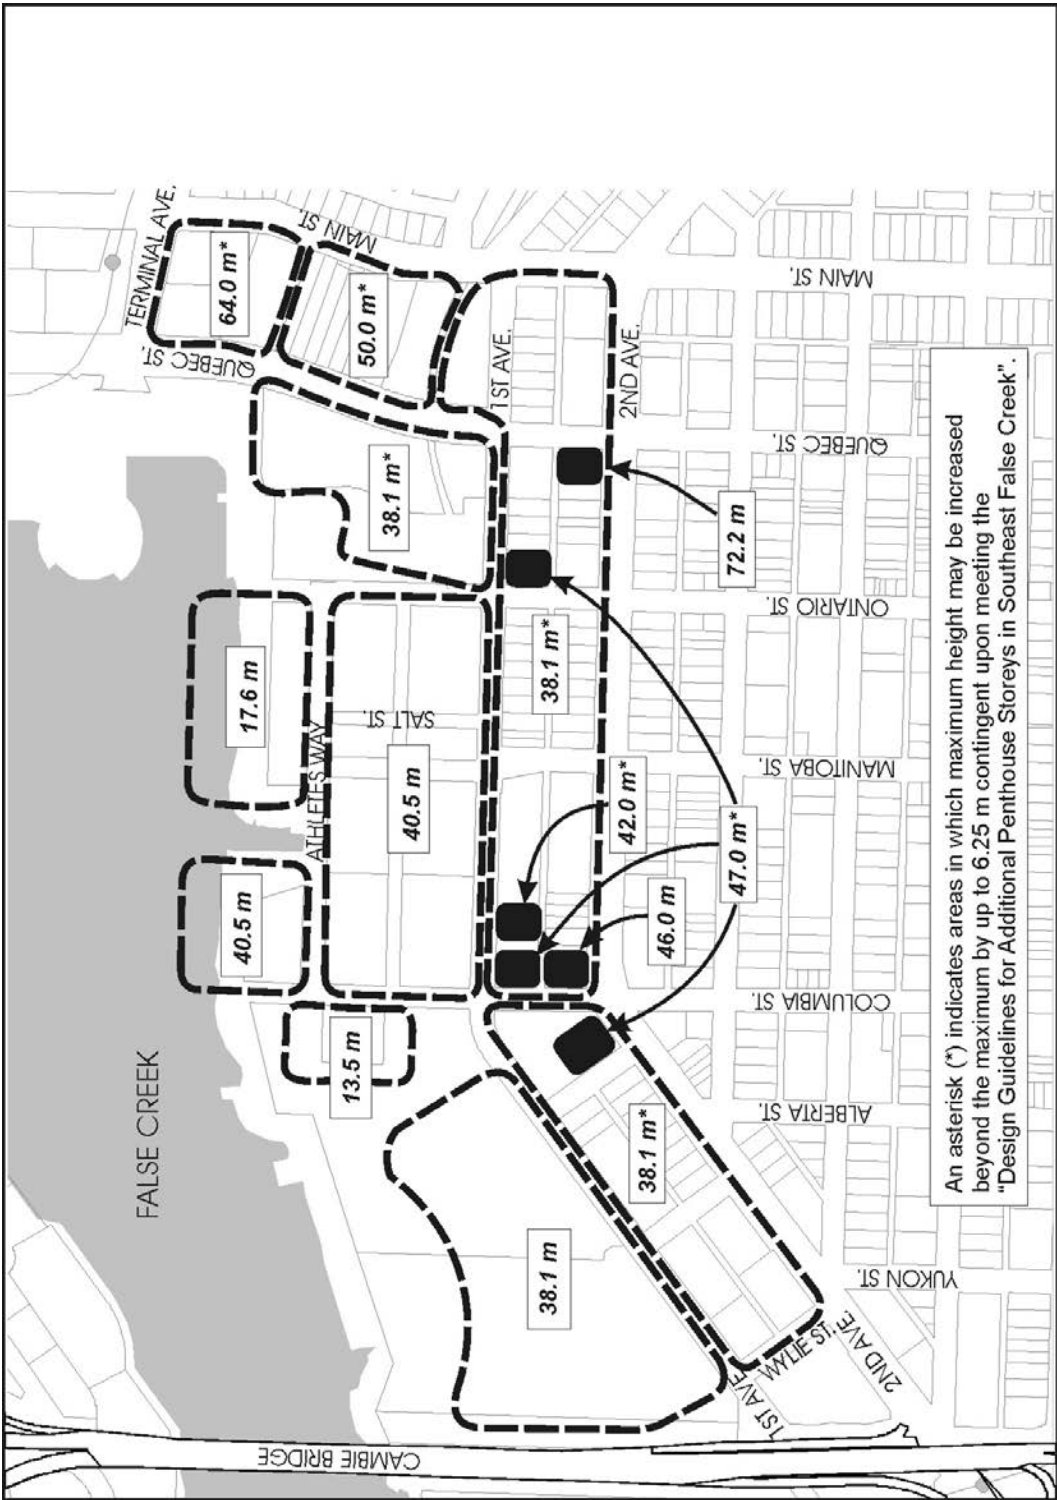 FALSE CREEK
CAMBIE BRIDGE
TERMINAL AVE.
QUEBEC ST.
MAIN ST.
64.0 m*
50.0 m*
38.1 m*
17.6 m
40.5 m
ATHLETES WAY
13.5 m
SALT ST.
40.5 m
38.1 m
1ST AVE.
38.1 m*
38.1 m*
2ND AVE.
72.2 m
42.0 m*
47.0 m*
46.0 m
1ST AVE
WYLIE ST.
2ND AVE.
YUKON ST.
ALBERTA ST.
COLUMBIA ST.
MANITOBA ST.
ONTARIO ST.
QUEBEC ST.
MAIN ST.
An asterisk (*) indicates areas in which maximum height may be increased
beyond the maximum by up to 6.25 m contingent upon meeting the
"Design Guidelines for Additional Penthouse Storeys in Southeast False Creek".